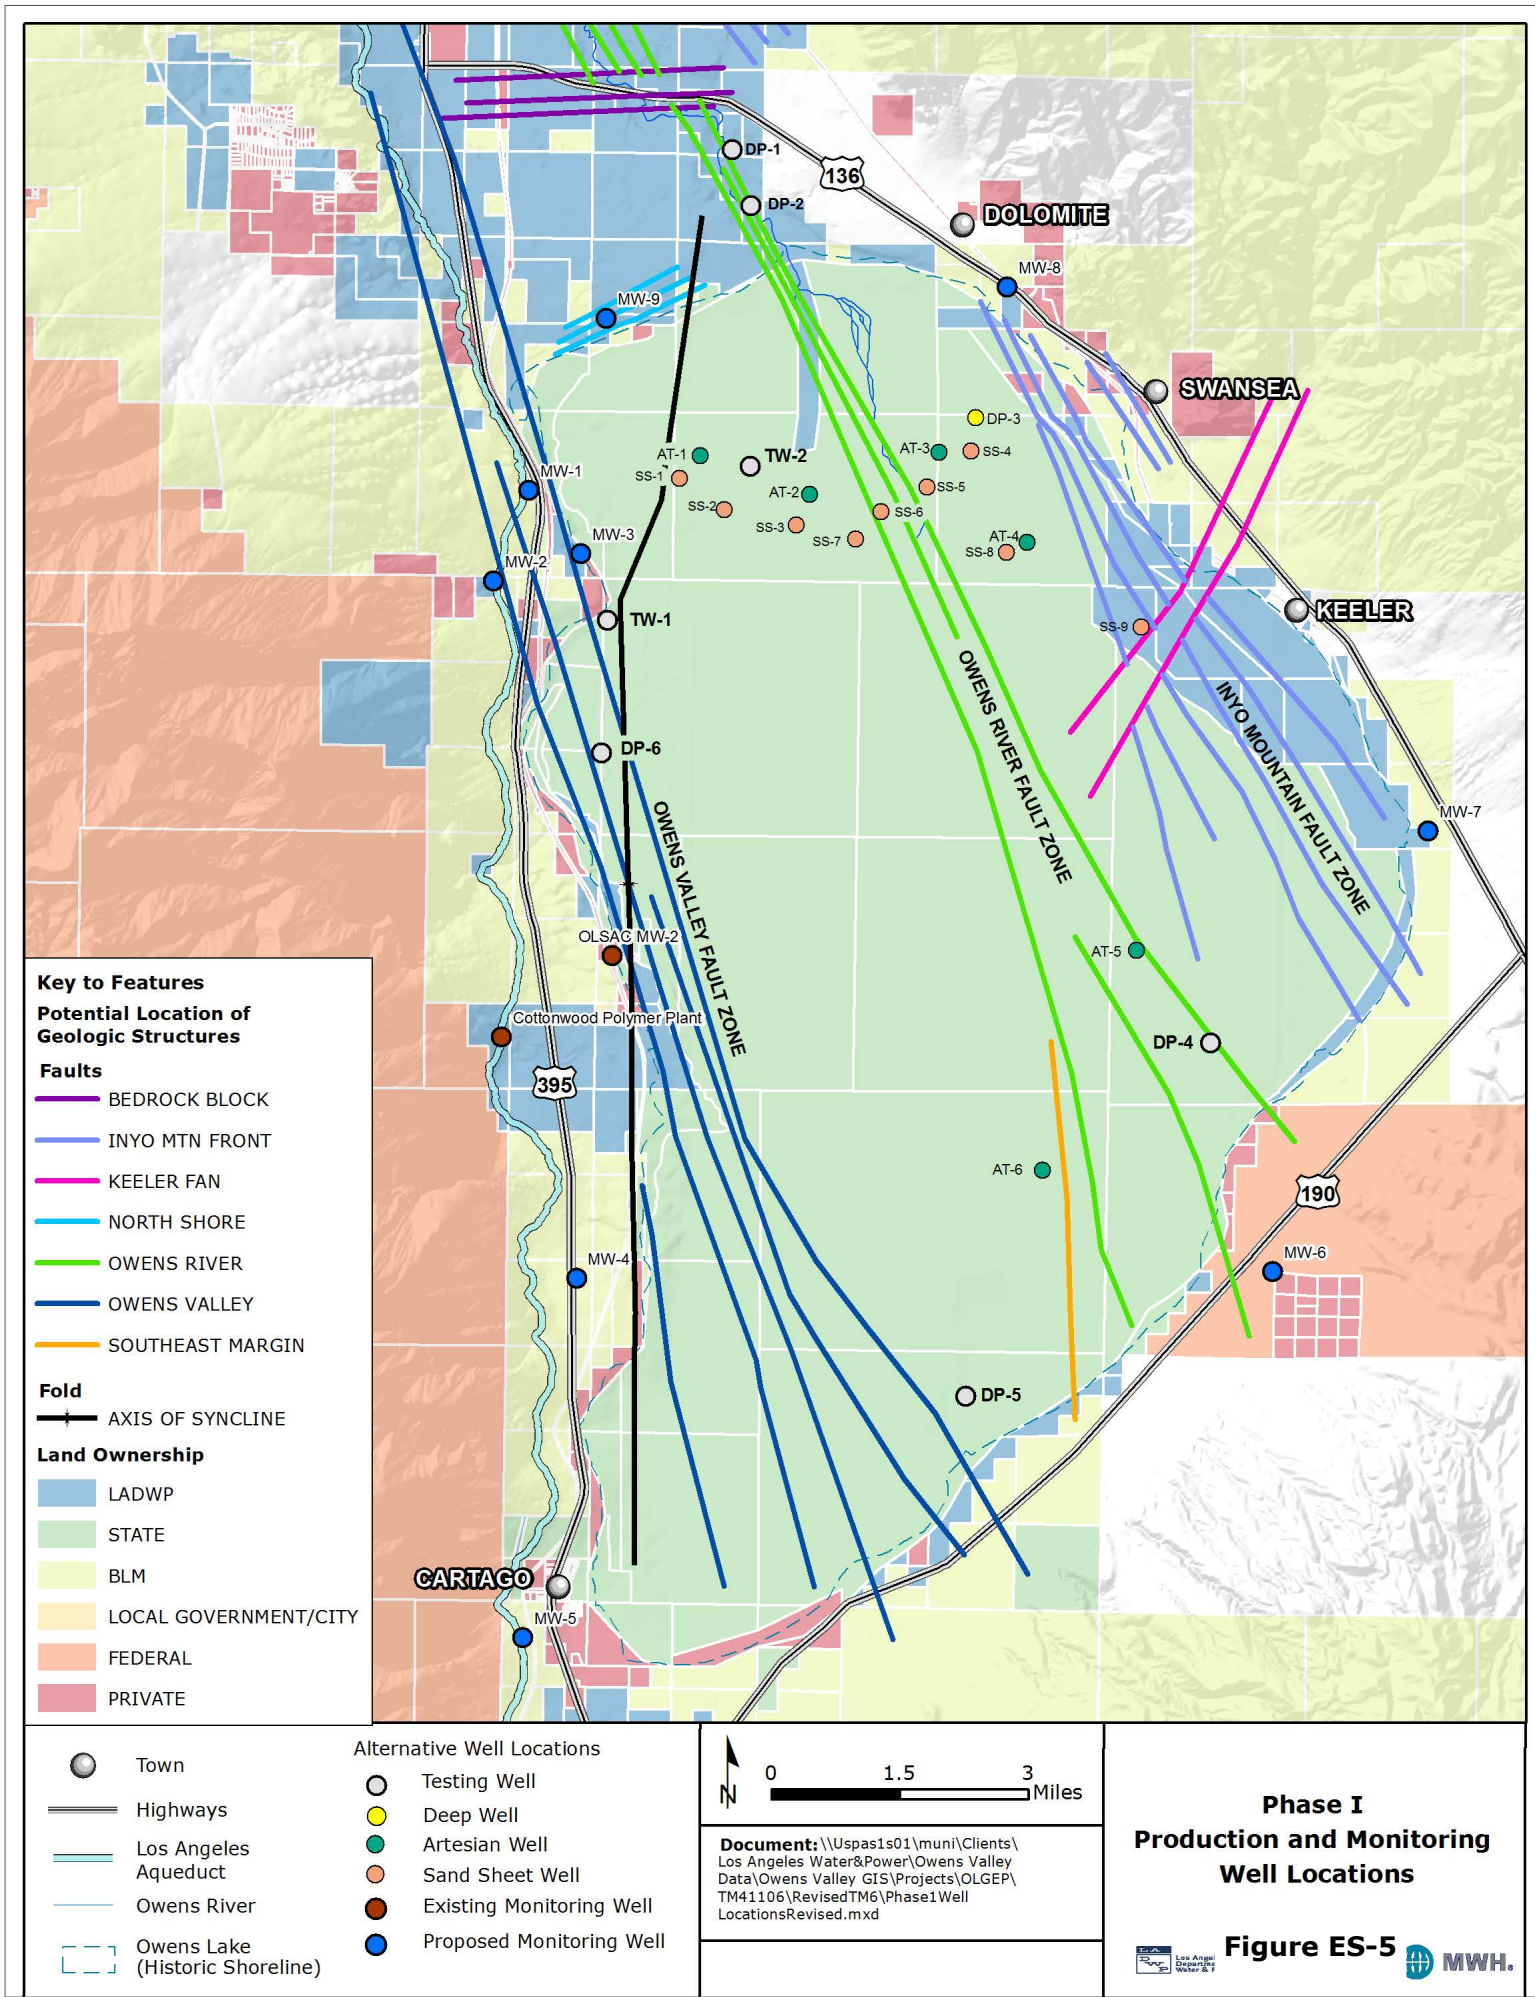 DP-1
136
DP-2
DOLOMITE
MW-8
MW-9
SWANSEA
DP-3
AT-1
TW-2
AT-3
SS-4
MW-1
SS-1
AT-2
SS-5
SS-2
SS-6
SS-3
SS-7
AT-4
MW-3
SS-8
MW-2
KEELER
TW-1
SS-9
OWENS RIVER FAULT ZONE
INYO MOUNTAIN FAULT ZONE
DP-6
OWENS VALLEY FAULT ZONE
MW-7
OLSAC MW-2
AT-5
Cottonwood Polymer Plant
DP-4
395
AT-6
190
MW-4
MW-6
DP-5
CARTAGO
MW-5
Key to Features
Potential Location of
Geologic Structures
Faults
BEDROCK BLOCK
INYO MTN FRONT
KEELER FAN
NORTH SHORE
OWENS RIVER
OWENS VALLEY
SOUTHEAST MARGIN
Fold
AXIS OF SYNCLINE
Land Ownership
LADWP
STATE
BLM
LOCAL GOVERNMENT/CITY
FEDERAL
PRIVATE
Town
Highways
Los Angeles
Aqueduct
Owens River
Owens Lake
(Historic Shoreline)
Alternative Well Locations
Testing Well
Deep Well
Artesian Well
Sand Sheet Well
Existing Monitoring Well
Proposed Monitoring Well
N
0 1.5 3
Miles
Document: \\Uspas1s01\muni\Clients\
Los Angeles Water&Power\Owens Valley
Data\Owens Valley GIS\Projects\OLGEP\
TM41106\RevisedTM6\Phase1Well
LocationsRevised.mxd
Phase I
Production and Monitoring
Well Locations
Figure ES-5
MWH